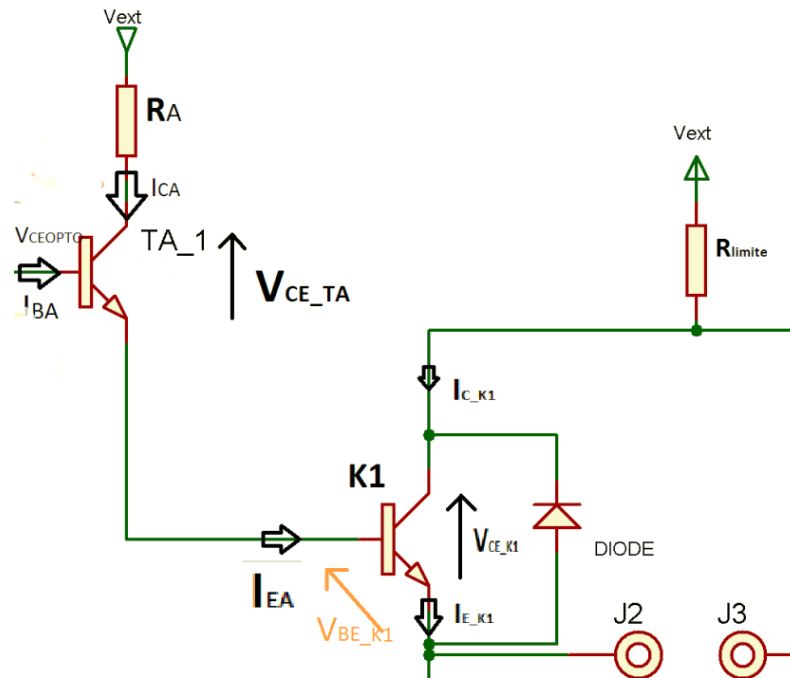 Vext
RA
ICA
VCEOPTO
TA_1
IBA
VCE_TA
Vext
Rlimite
IC_K1
K1
VCE_K1
DIODE
IEA
VBE_K1
IE_K1
J2
J3